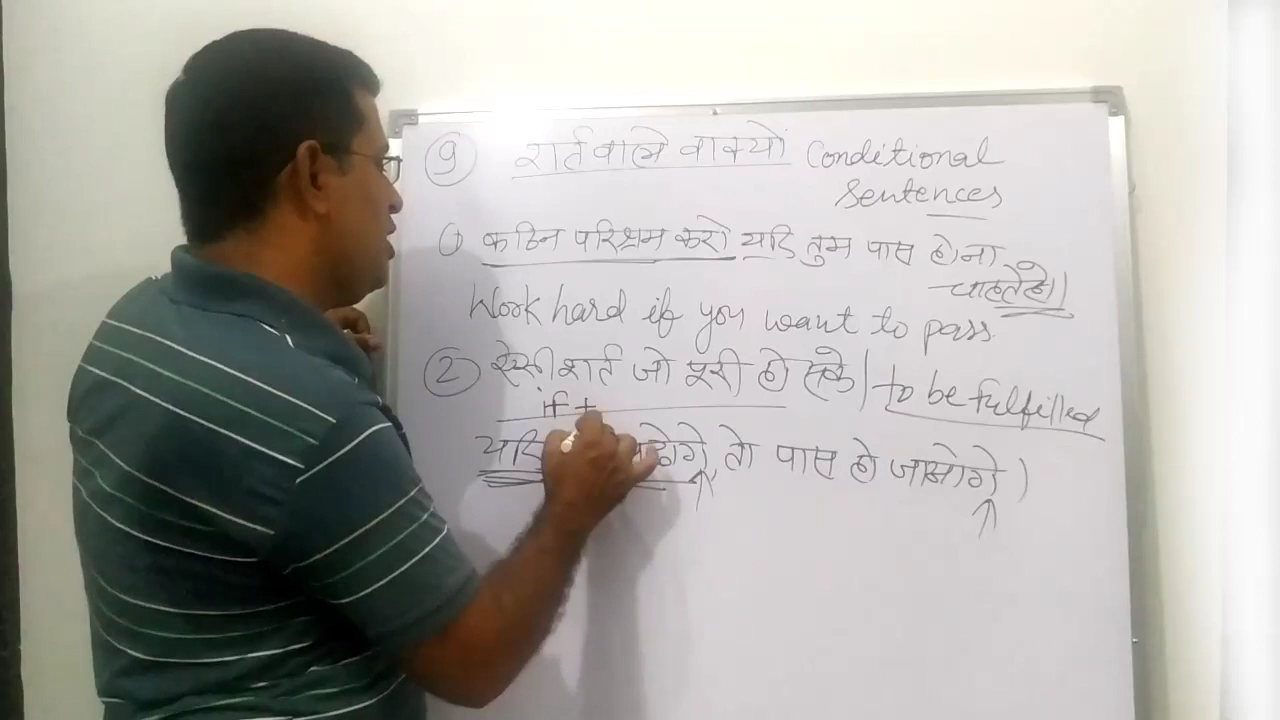 9 शर्तवाले वाक्यों Conditional
Sentences
① कठिन परिश्रम करो यदि तुम पास होना
चाहते हो।
Work hard if you want to pass.
② ऐसी शर्त जो पूरी हो सके। to be fulfilled
if +
यदि ढोगे, तो पास हो जाओगे।